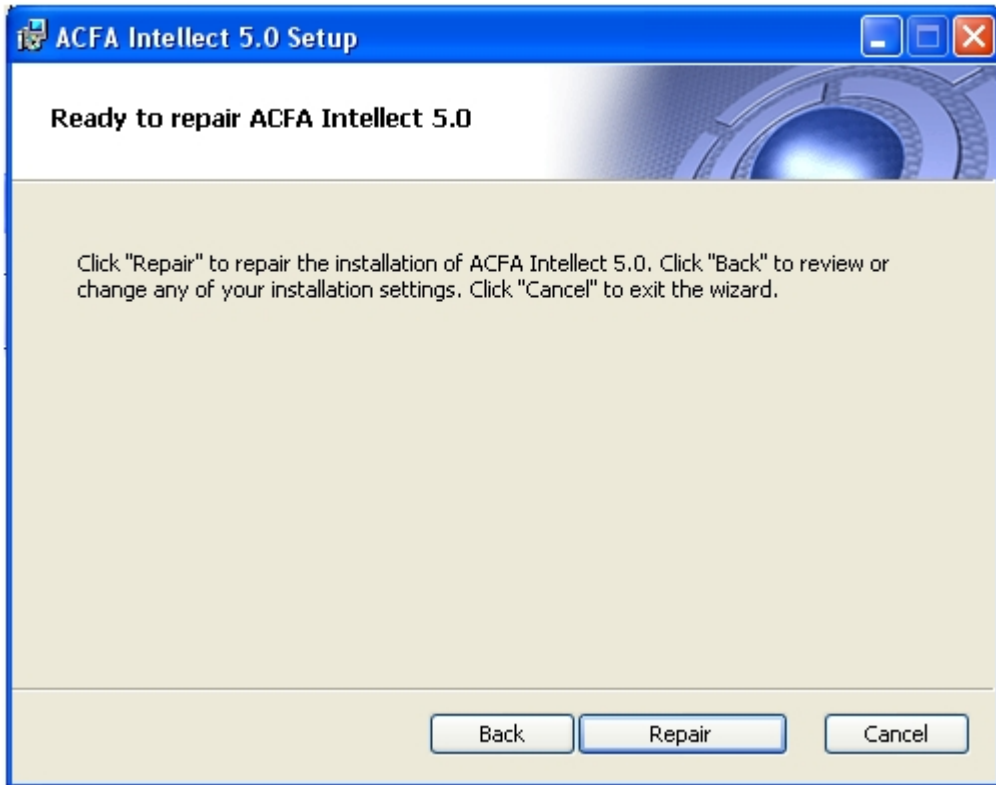 ACFA Intellect 5.0 Setup
Ready to repair ACFA Intellect 5.0
Click "Repair" to repair the installation of ACFA Intellect 5.0. Click "Back" to review or
change any of your installation settings. Click "Cancel" to exit the wizard.
Back Repair Cancel